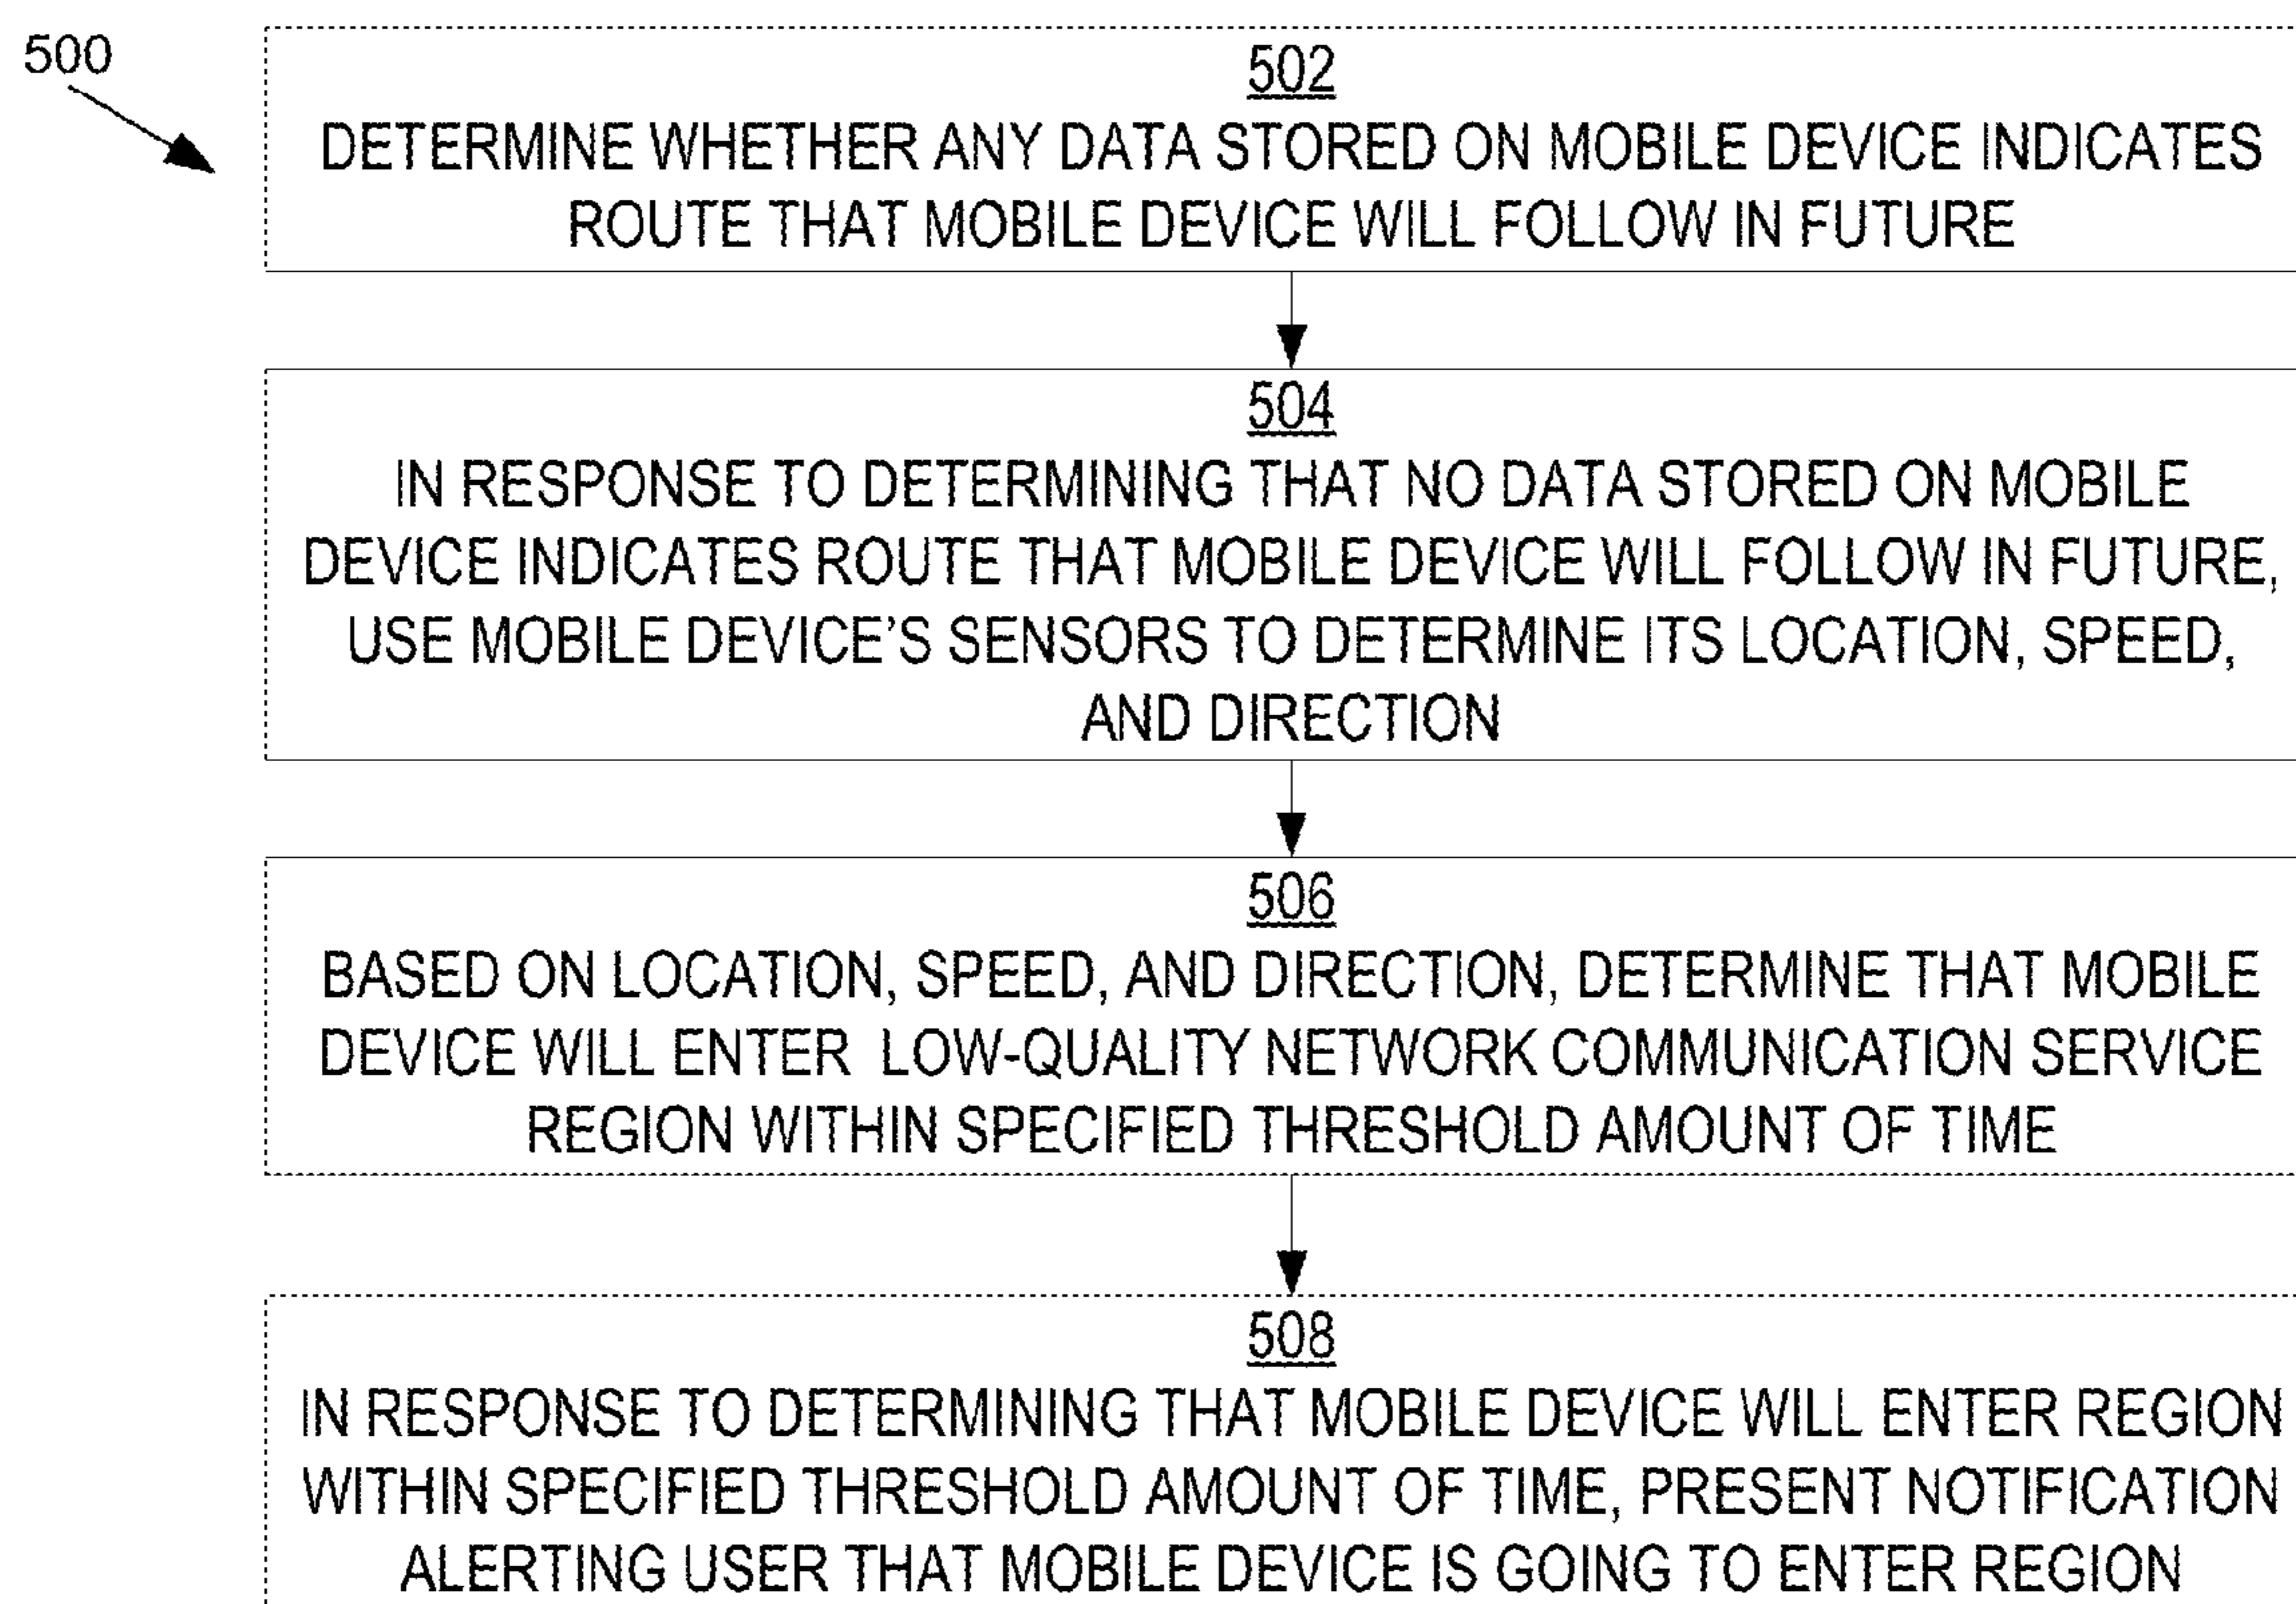 500
502
DETERMINE WHETHER ANY DATA STORED ON MOBILE DEVICE INDICATES
ROUTE THAT MOBILE DEVICE WILL FOLLOW IN FUTURE
504
IN RESPONSE TO DETERMINING THAT NO DATA STORED ON MOBILE
DEVICE INDICATES ROUTE THAT MOBILE DEVICE WILL FOLLOW IN FUTURE,
USE MOBILE DEVICE’S SENSORS TO DETERMINE ITS LOCATION, SPEED,
AND DIRECTION
506
BASED ON LOCATION, SPEED, AND DIRECTION, DETERMINE THAT MOBILE
DEVICE WILL ENTER LOW-QUALITY NETWORK COMMUNICATION SERVICE
REGION WITHIN SPECIFIED THRESHOLD AMOUNT OF TIME
508
IN RESPONSE TO DETERMINING THAT MOBILE DEVICE WILL ENTER REGION
WITHIN SPECIFIED THRESHOLD AMOUNT OF TIME, PRESENT NOTIFICATION
ALERTING USER THAT MOBILE DEVICE IS GOING TO ENTER REGION